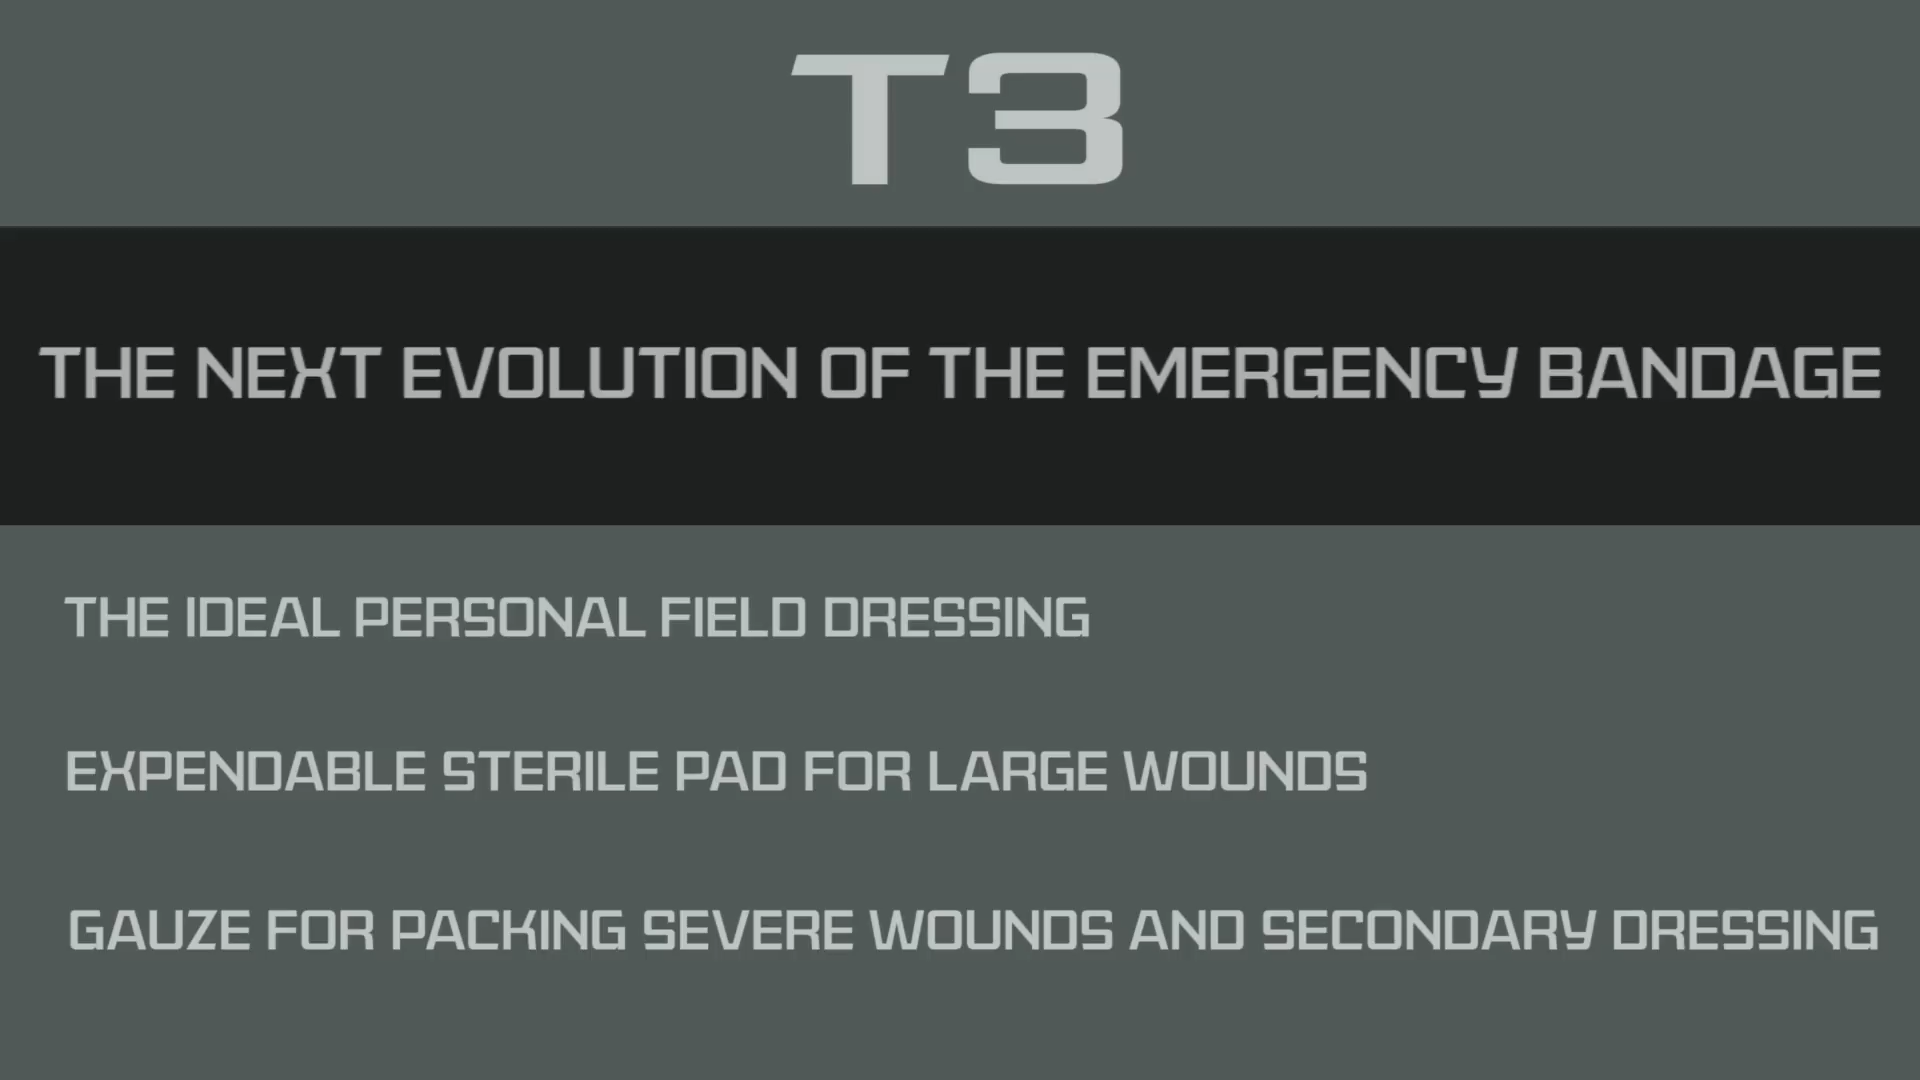 T3
THE NEXT EVOLUTION OF THE EMERGENCY BANDAGE
THE IDEAL PERSONAL FIELD DRESSING
EXPENDABLE STERILE PAD FOR LARGE WOUNDS
GAUZE FOR PACKING SEVERE WOUNDS AND SECONDARY DRESSING